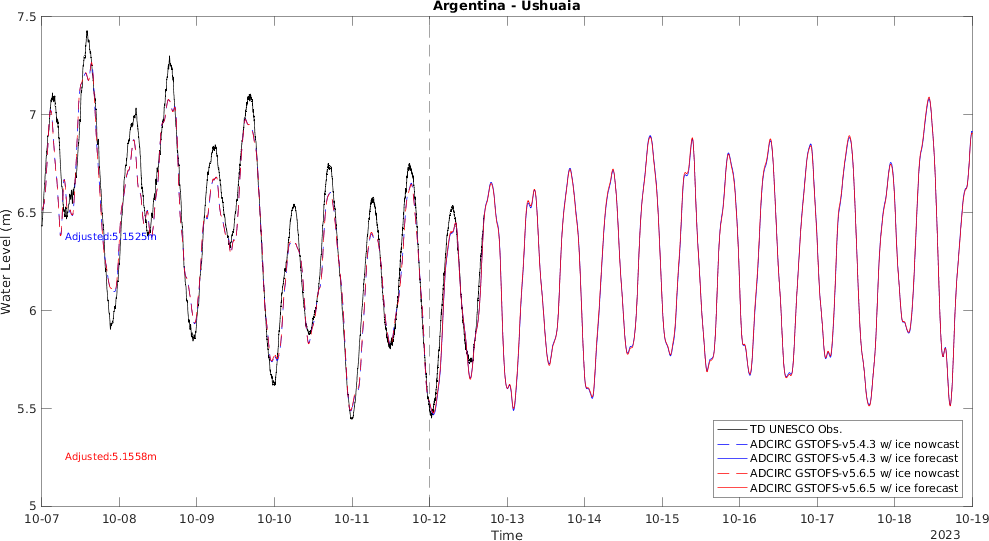 Argentina - Ushuaia
7.5
7
6.5
6
5.5
5
Water Level (m)
Adjusted:5.1525m
Adjusted:5.1558m
TD UNESCO Obs.
ADCIRC GSTOFS-v5.4.3 w/ ice nowcast
ADCIRC GSTOFS-v5.4.3 w/ ice forecast
ADCIRC GSTOFS-v5.6.5 w/ ice nowcast
ADCIRC GSTOFS-v5.6.5 w/ ice forecast
10-07 10-08 10-09 10-10 10-11 10-12 10-13 10-14 10-15 10-16 10-17 10-18 10-19
Time
2023